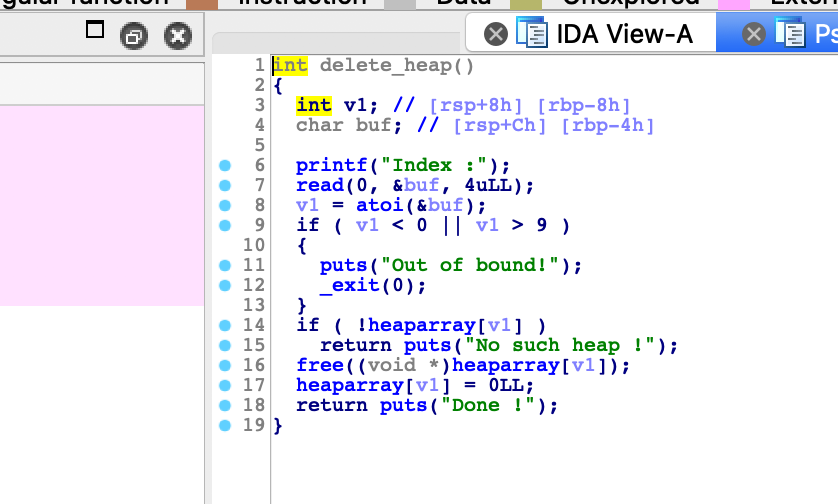 gular function Instruction Data Unexplored Exter
IDA View-A Ps
1 int delete_heap()
2 {
3 int v1; // [rsp+8h] [rbp-8h]
4 char buf; // [rsp+Ch] [rbp-4h]
5
6 printf("Index :");
7 read(0, &buf, 4uLL);
8 v1 = atoi(&buf);
9 if ( v1 < 0 || v1 > 9 )
10 {
11 puts("Out of bound!");
12 _exit(0);
13 }
14 if ( !heaparray[v1] )
15 return puts("No such heap !");
16 free((void *)heaparray[v1]);
17 heaparray[v1] = 0LL;
18 return puts("Done !");
19 }